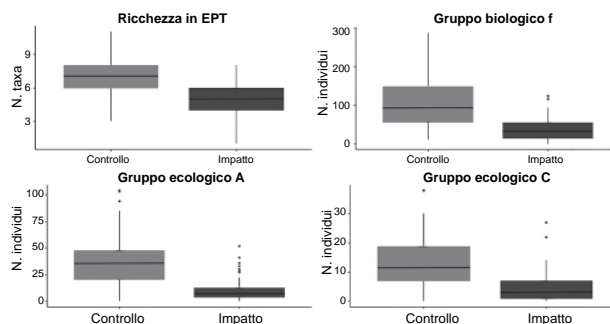 Ricchezza in EPT
N. taxa
9
6
3
Controllo
Impatto
Gruppo biologico f
N. individui
300
200
100
0
Controllo
Impatto
Gruppo ecologico A
N. individui
100
75
50
25
0
Controllo
Impatto
Gruppo ecologico C
N. individui
30
20
10
0
Controllo
Impatto